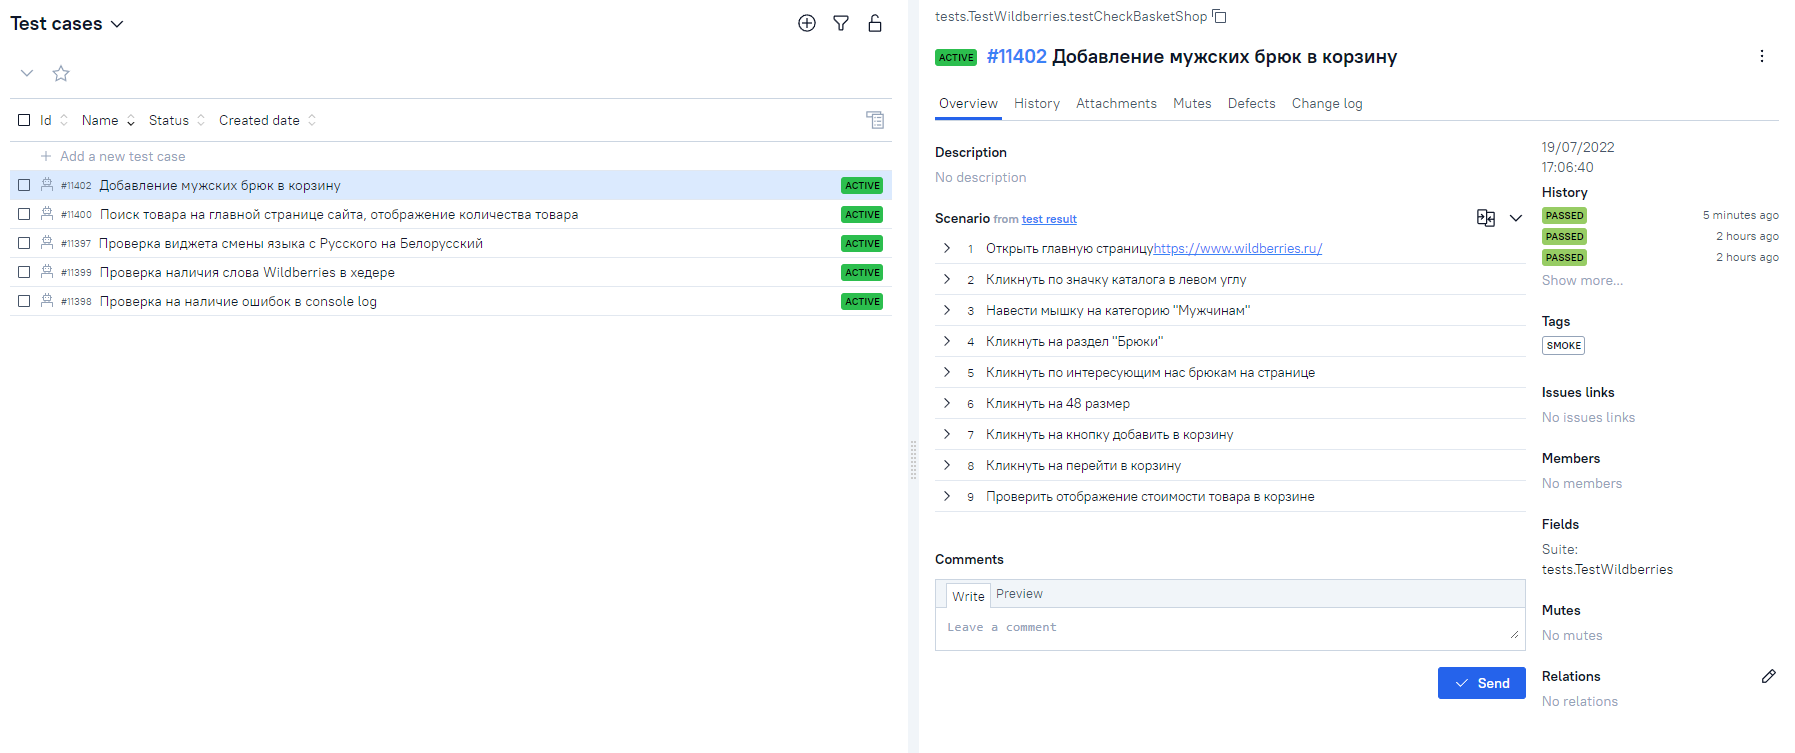 Test cases
Id Name Status Created date
Add a new test case
#11402 Добавление мужских брюк в корзину ACTIVE
#11400 Поиск товара на главной странице сайта, отображение количества товара ACTIVE
#11397 Проверка виджета смены языка с Русского на Белорусский ACTIVE
#11399 Проверка наличия слова Wildberries в хедере ACTIVE
#11398 Проверка на наличие ошибок в console log ACTIVE
tests.TestWildberries.testCheckBasketShop
ACTIVE #11402 Добавление мужских брюк в корзину
Overview History Attachments Mutes Defects Change log
Description
No description
Scenario from test result
1 Открыть главную страницуhttps://www.wildberries.ru/
2 Кликнуть по значку каталога в левом углу
3 Навести мышку на категорию "Мужчинам"
4 Кликнуть на раздел "Брюки"
5 Кликнуть по интересующим нас брюкам на странице
6 Кликнуть на 48 размер
7 Кликнуть на кнопку добавить в корзину
8 Кликнуть на перейти в корзину
9 Проверить отображение стоимости товара в корзине
Comments
Write Preview
Leave a comment
Send
19/07/2022
17:06:40
History
PASSED 5 minutes ago
PASSED 2 hours ago
PASSED 2 hours ago
Show more...
Tags
SMOKE
Issues links
No issues links
Members
No members
Fields
Suite:
tests.TestWildberries
Mutes
No mutes
Relations
No relations